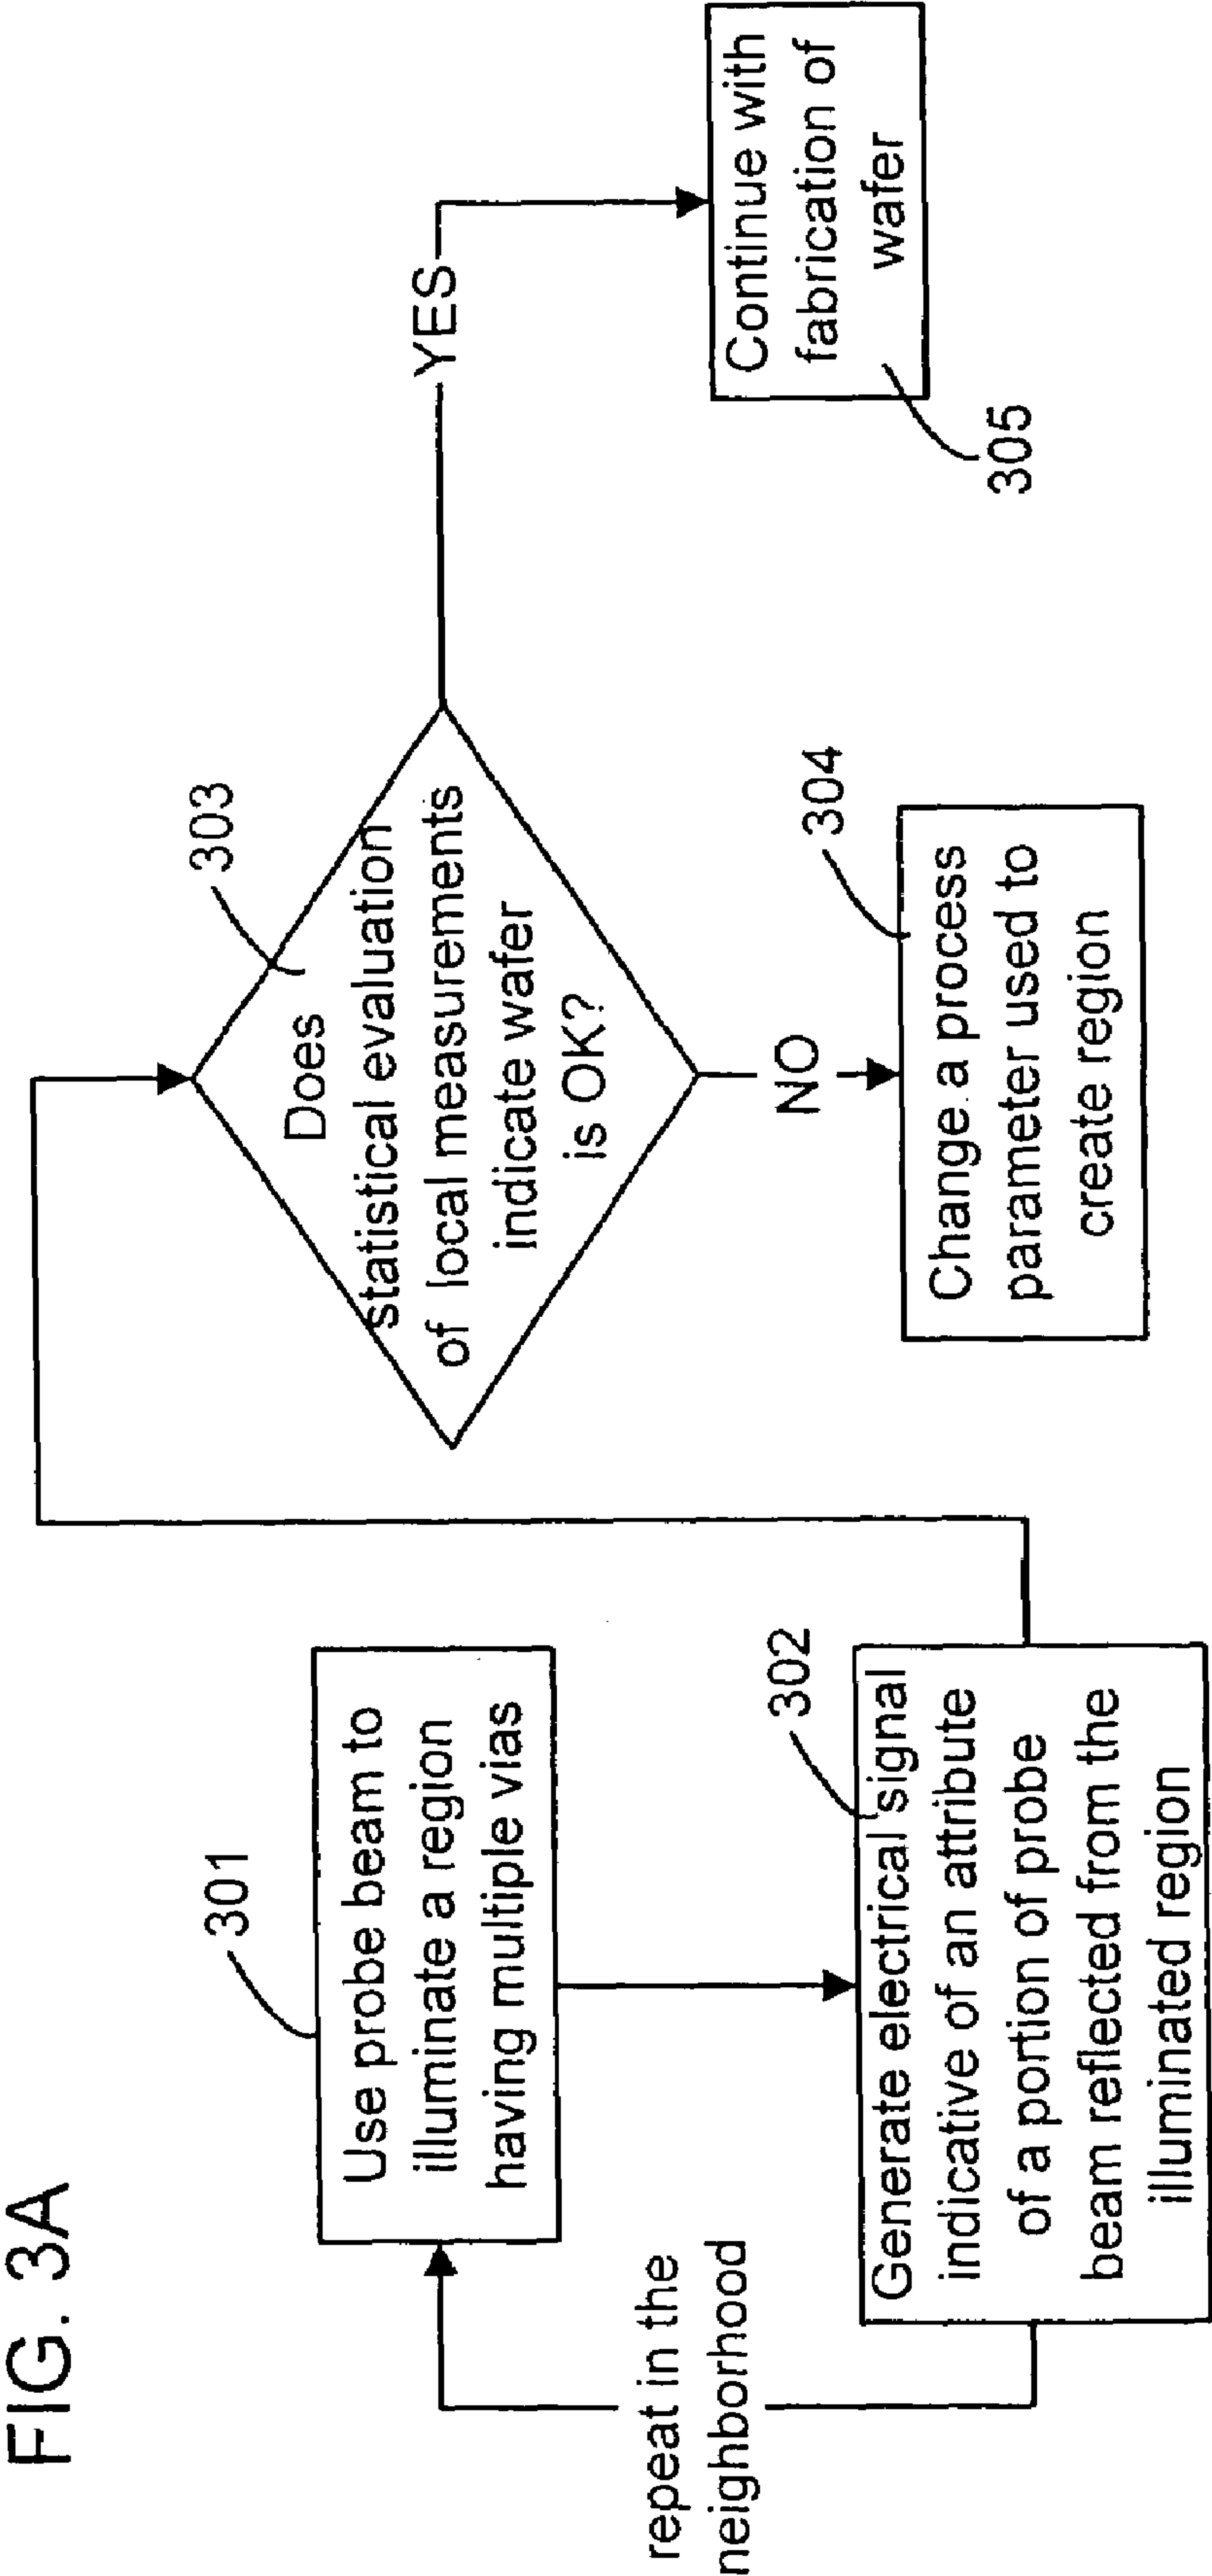 FIG. 3A
301
Use probe beam to
illuminate a region
having multiple vias
repeat in the
neighborhood
302
Generate electrical signal
indicative of an attribute
of a portion of probe
beam reflected from the
illuminated region
303
Does
statistical evaluation
of local measurements
indicate wafer
is OK?
NO
304
Change a process
parameter used to
create region
YES
Continue with
fabrication of
wafer
305